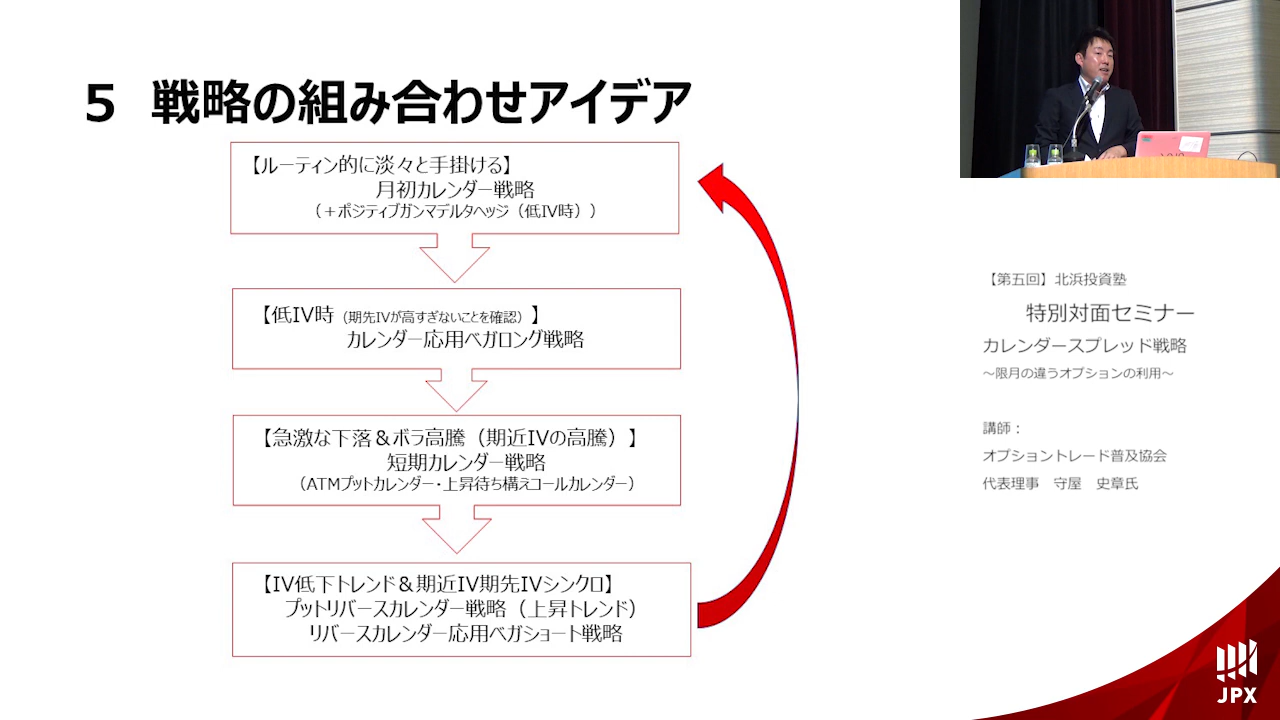 5 戦略の組み合わせアイデア
【ルーティン的に淡々と手掛ける】
月初カレンダー戦略
（＋ポジティブガンマデルタヘッジ（低IV時））
【低IV時（期先IVが高すぎないことを確認）】
カレンダー応用ベガロング戦略
【急激な下落＆ボラ高騰（期近IVの高騰）】
短期カレンダー戦略
（ATMプットカレンダー・上昇待ち構えコールカレンダー）
【IV低下トレンド＆期近IV期先IVシンクロ】
プットリバースカレンダー戦略（上昇トレンド）
リバースカレンダー応用ベガショート戦略
【第五回】北浜投資塾
特別対面セミナー
カレンダースプレッド戦略
～限月の違うオプションの利用～
講師：
オプショントレード普及協会
代表理事 守屋 史章氏
JPX